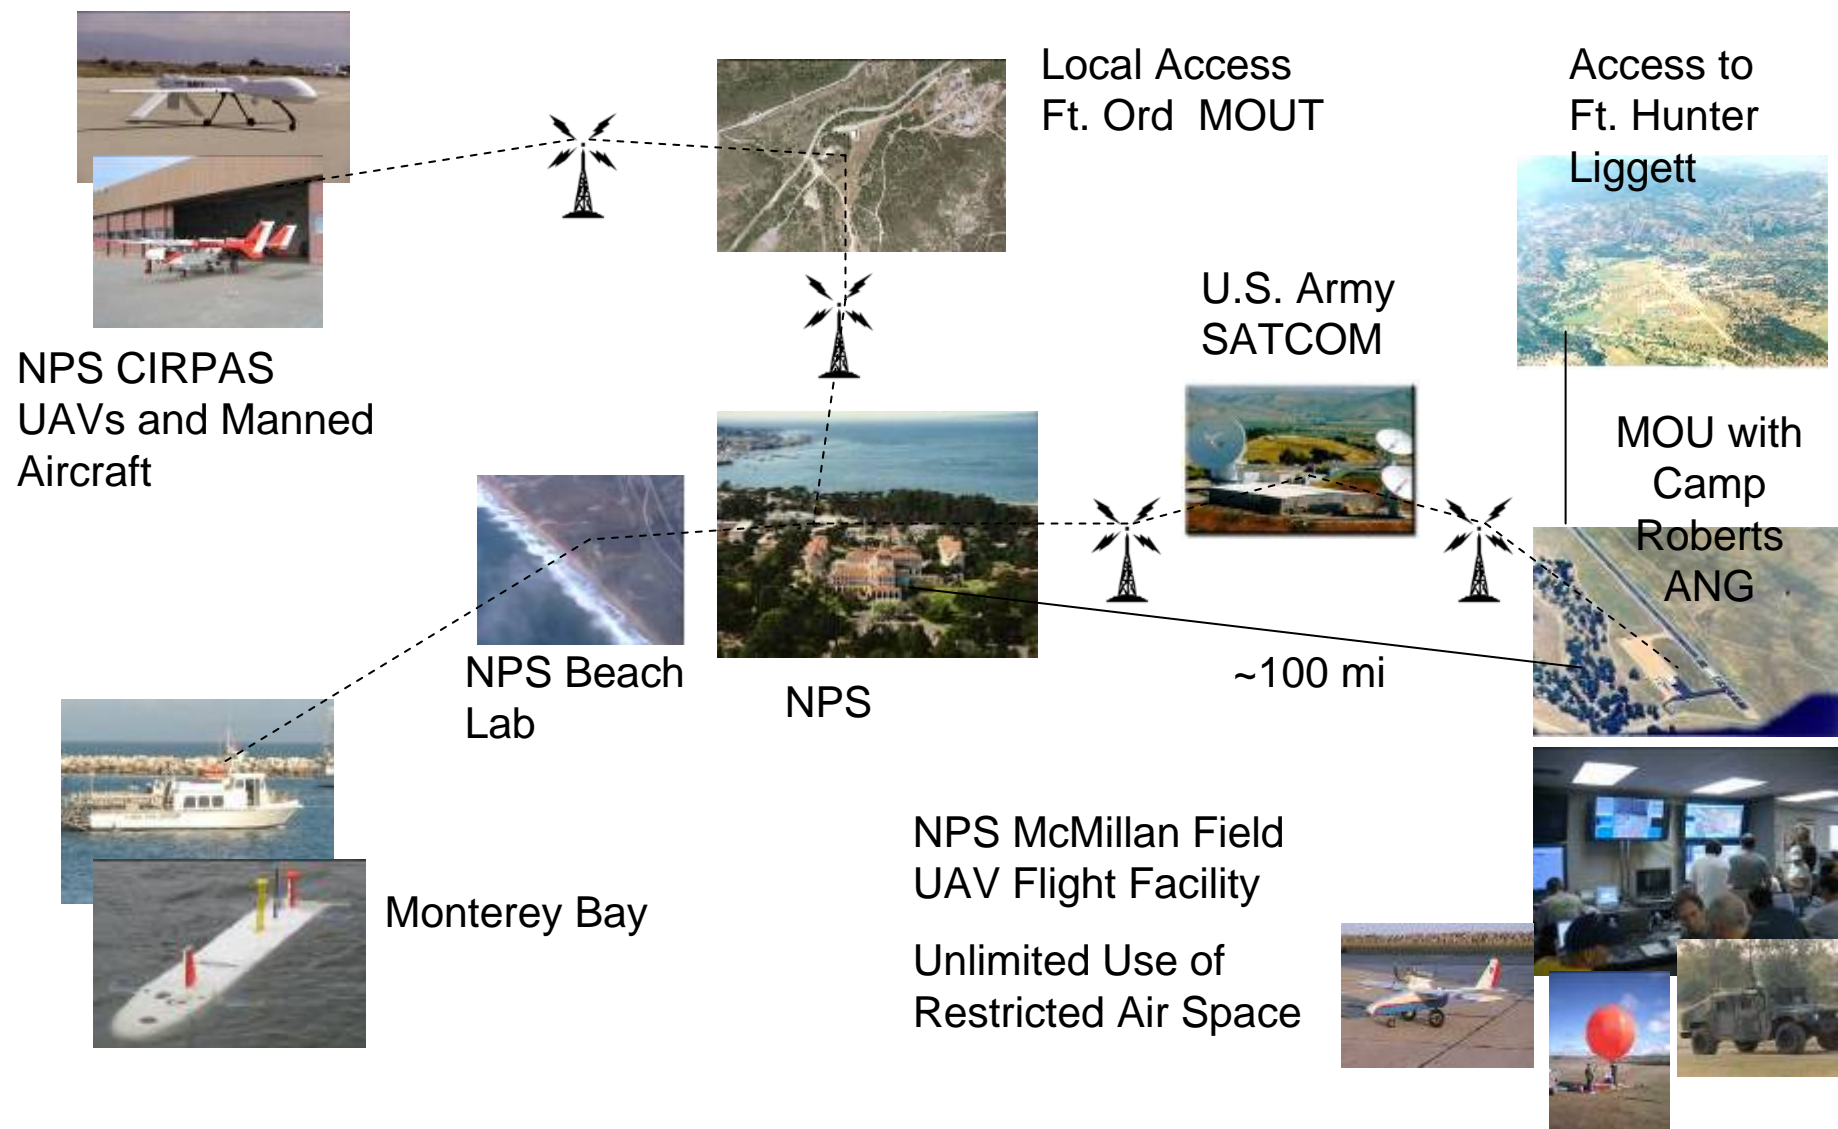 Local Access
Ft. Ord MOUT
Access to
Ft. Hunter
Liggett
U.S. Army
SATCOM
NPS CIRPAS
UAVs and Manned
Aircraft
MOU with
Camp
Roberts
ANG
NPS Beach
Lab
NPS
~100 mi
NPS McMillan Field
UAV Flight Facility
Monterey Bay
Unlimited Use of
Restricted Air Space